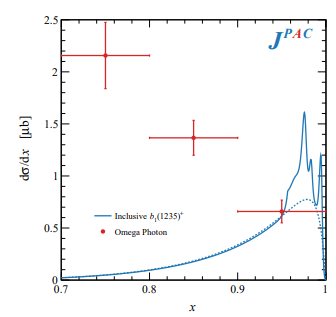 2.5
JPAC
2
1.5
1
0.5
0
dσ/dx [μb]
Inclusive b₁(1235)⁺
Omega Photon
0.7 0.8 0.9 1
x